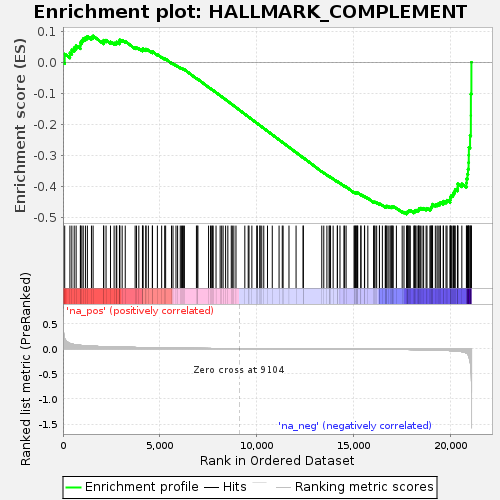 Enrichment plot: HALLMARK_COMPLEMENT
Enrichment score (ES)
0.1
0.0
-0.1
-0.2
-0.3
-0.4
-0.5
'na_pos' (positively correlated)
Ranked list metric (PreRanked)
0.5
0.0
-0.5
-1.0
-1.5
Zero cross at 9104
'na_neg' (negatively correlated)
0
5,000
10,000
15,000
20,000
Rank in Ordered Dataset
Enrichment profile
Hits
Ranking metric scores